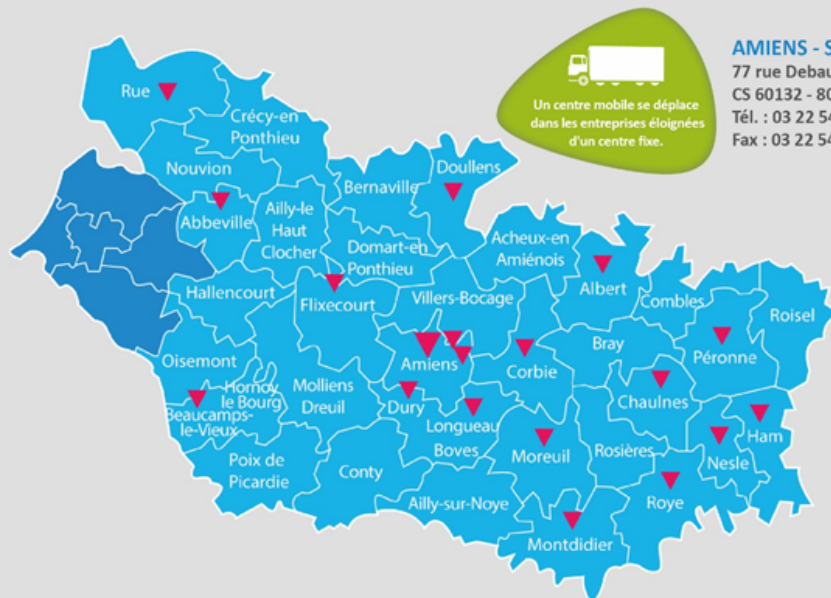 Un centre mobile se déplace
dans les entreprises éloignées
d'un centre fixe.
AMIENS -
77 rue
CS 60132 - 80
Tél. : 03 22 54
Fax : 03 22 54
Rue
Crécy-en
Ponthieu
Nouvion
Abbeville
Ailly-le
Haut
Clocher
Bernaville
Doullens
Domart-en
Ponthieu
Acheux-en
Amiénois
Albert
Combles
Roisel
Hallencourt
Flixecourt
Villers-Bocage
Oisemont
Amiens
Corbie
Bray
Péronne
Hornoy
le Bourg
Beaucamps-
le-Vieux
Molliens
Dreuil
Dury
Longueau
Boves
Chaulnes
Ham
Nesle
Poix de
Picardie
Conty
Moreuil
Rosières
Roye
Ailly-sur-Noye
Montdidier